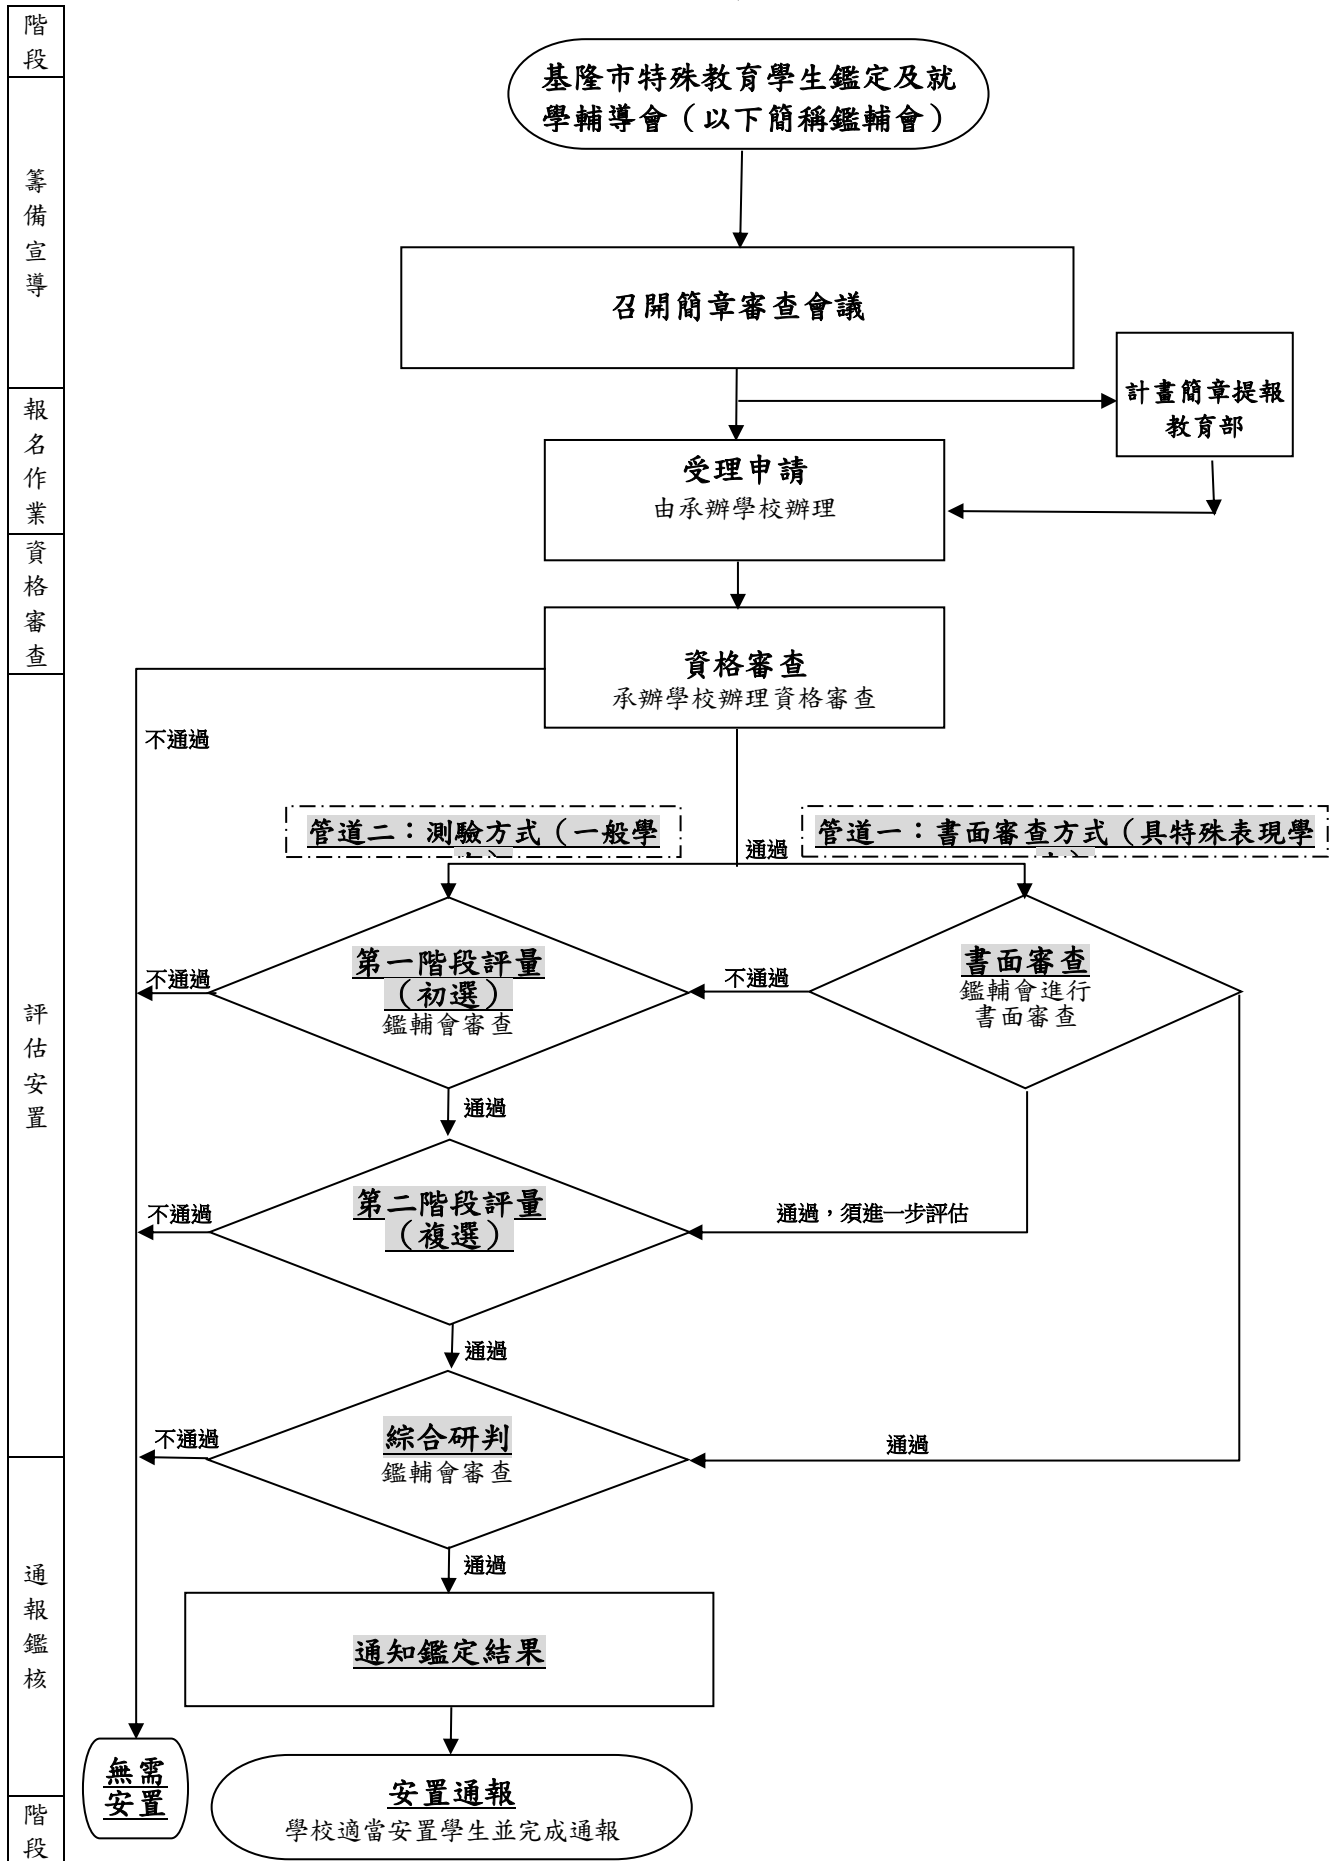 階
段
基隆市特殊教育學生鑑定及就
學輔導會（以下簡稱鑑輔會）
籌
備
宣
導
召開簡章審查會議
計畫簡章提報
教育部
報
名
作
業
受理申請
由承辦學校辦理
資
格
審
查
資格審查
承辦學校辦理資格審查
不通過
管道二：測驗方式（一般學
管道一：書面審查方式（具特殊表現學
通過
第一階段評量
（初選）
鑑輔會審查
不通過
不通過
書面審查
鑑輔會進行
書面審查
評
估
安
置
通過
第二階段評量
（複選）
不通過
通過，須進一步評估
通過
綜合研判
鑑輔會審查
不通過
通過
通過
通
報
鑑
核
通知鑑定結果
無需
安置
安置通報
學校適當安置學生並完成通報
階
段